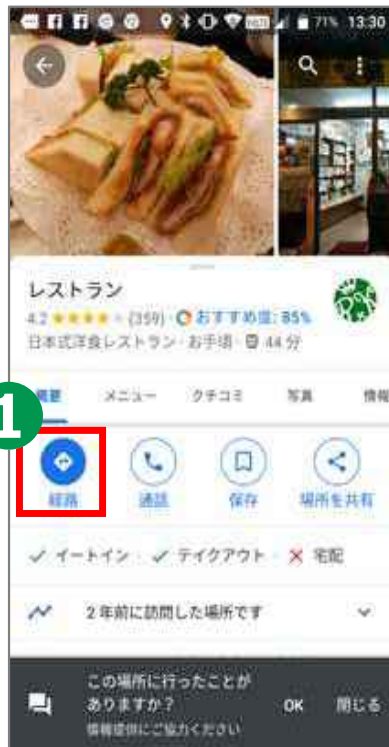 71% 13:30
レストラン
4.2 (359) · おすすめ度: 85%
日本式洋食レストラン · お手頃 · 44 分
概要 メニュー クチコミ 写真 情報
1
経路 通話 保存 場所を共有
イートイン · テイクアウト · 宅配
2 年前に訪問した場所です
この場所に行ったことが
ありますか？ OK 閉じる
情報提供にご協力ください